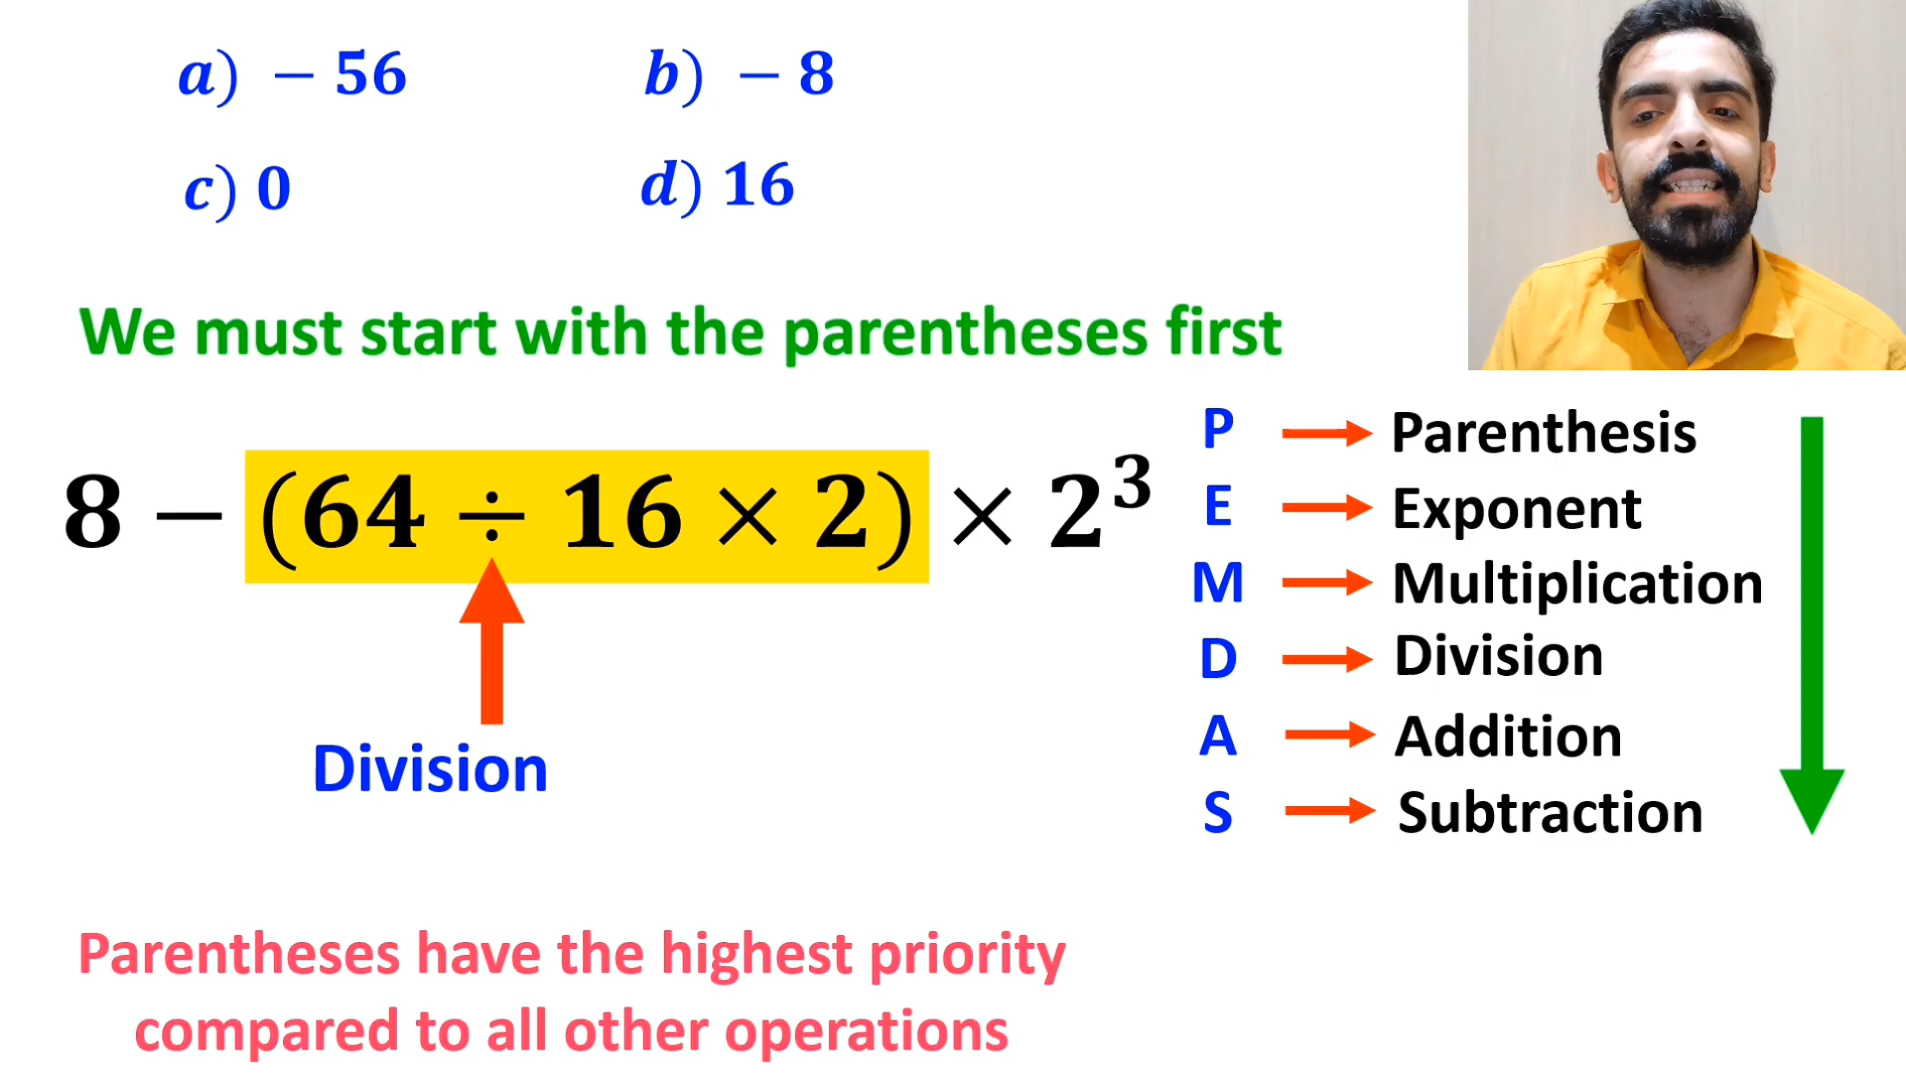 a) − 56
b) − 8
c) 0
d) 16
We must start with the parentheses first
8 − (64 ÷ 16 × 2) × 2³
Division
P → Parenthesis
E → Exponent
M → Multiplication
D → Division
A → Addition
S → Subtraction
Parentheses have the highest priority
compared to all other operations